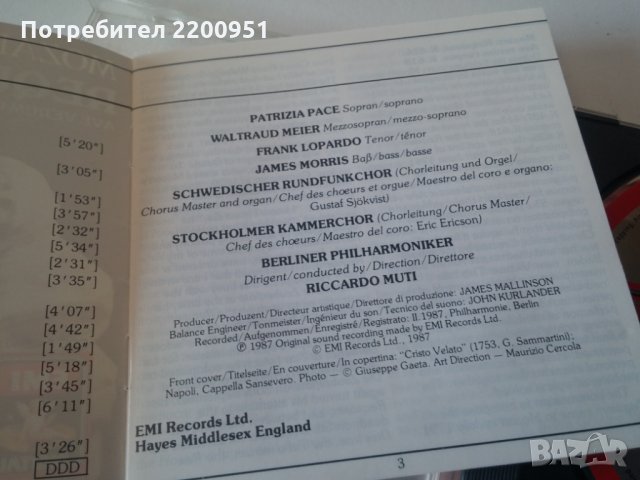 Потребител 2200951
MOZA
[5'20"]
[3'05"]
[1'53"]
[3'57"]
[2'32"]
[5'34"]
[2'31"]
[3'35"]
[4'07"]
[4'42"]
[1'49"]
[5'18"]
[3'45"]
[6'11"]
[3'26"]
DDD
PATRIZIA PACE Sopran/soprano
WALTRAUD MEIER Mezzosopran/mezzo-soprano
FRANK LOPARDO Tenor/ténor
JAMES MORRIS Baß/bass/basse
SCHWEDISCHER RUNDFUNKCHOR (Chorleitung und Orgel/
Chorus Master and organ/Chef des chœurs et orgue/Maestro del coro e organo:
Gustaf Sjökvist)
STOCKHOLMER KAMMERCHOR (Chorleitung/Chorus Master/
Chef des chœurs/Maestro del coro: Eric Ericson)
BERLINER PHILHARMONIKER
Dirigent/conducted by/Direction/Direttore
RICCARDO MUTI
Producer/Produzent/Directeur artistique/Direttore di produzione: JAMES MALLINSON
Balance Engineer/Tonmeister/Ingénieur du son/Tecnico del suono: JOHN KURLANDER
Recorded/Aufgenommen/Enregistré/Registrato: II.1987, Philharmonie, Berlin
℗ 1987 Original sound recording made by EMI Records Ltd.
© EMI Records Ltd., 1987
Front cover/Titelseite/En couverture/In copertina: "Cristo Velato" (1753, G. Sammartini);
Napoli, Cappella Sansevero. Photo — © Giuseppe Gaeta. Art Direction — Maurizio Cercola
EMI Records Ltd.
Hayes Middlesex England
3
BAZAR